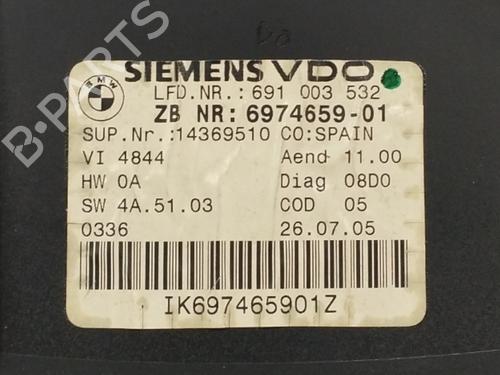 SIEMENS VDO
BMW
LFD.NR.: 691 003 532
ZB NR: 6974659-01
SUP.Nr.:14369510 CO:SPAIN
VI 4844 Aend 11.00
HW 0A Diag 08D0
SW 4A.51.03 COD 05
0336 26.07.05
IK697465901Z
B-PARTS